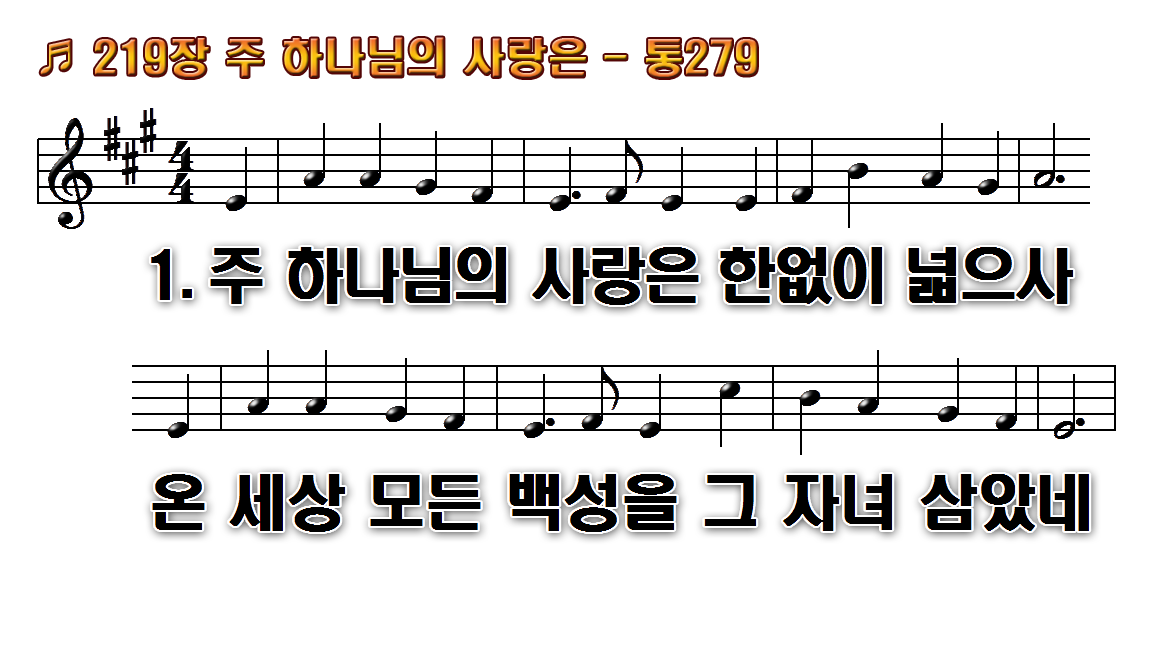 ♬ 219장 주 하나님의 사랑은 - 통279
1. 주 하나님의 사랑은 한없이 넓으사
온 세상 모든 백성을 그 자녀 삼았네